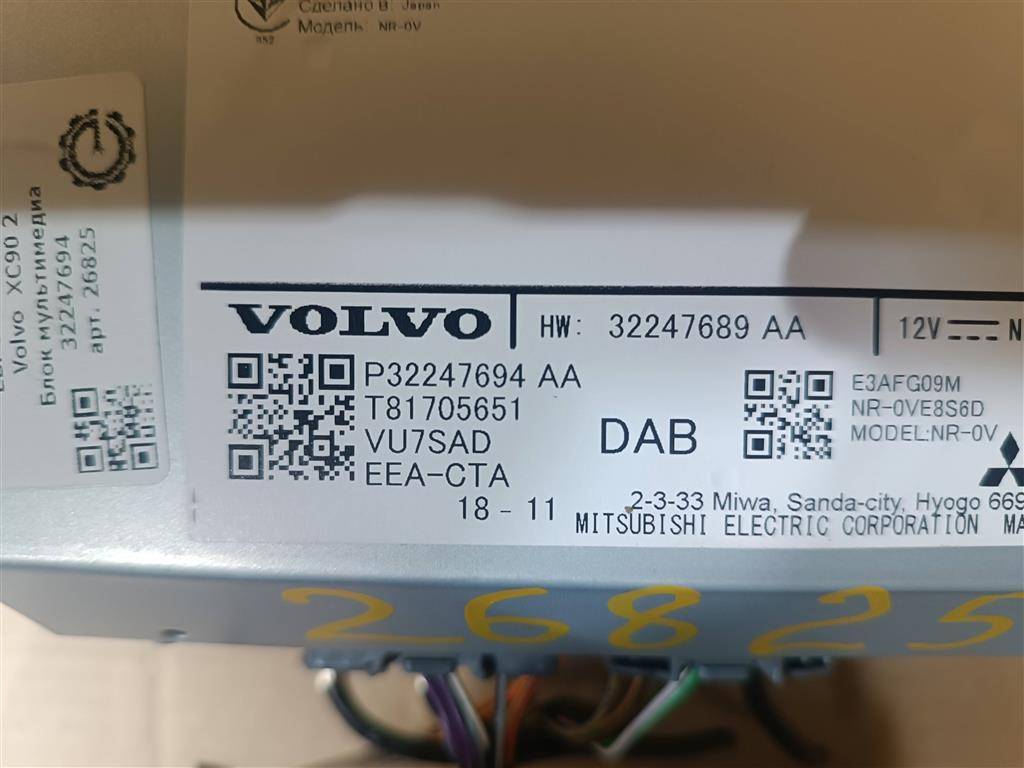 Сделано в: Japan
Модель: NR-0V
Volvo XC90 2
Блок мультимедиа
32247694
арт. 26825
VOLVO
HW: 32247689 AA
12V
N
P32247694 AA
T81705651
VU7SAD
EEA-CTA
18 - 11
DAB
E3AFG09M
NR-0VE8S6D
MODEL:NR-0V
2-3-33 Miwa, Sanda-city, Hyogo 669
MITSUBISHI ELECTRIC CORPORATION MA
26825